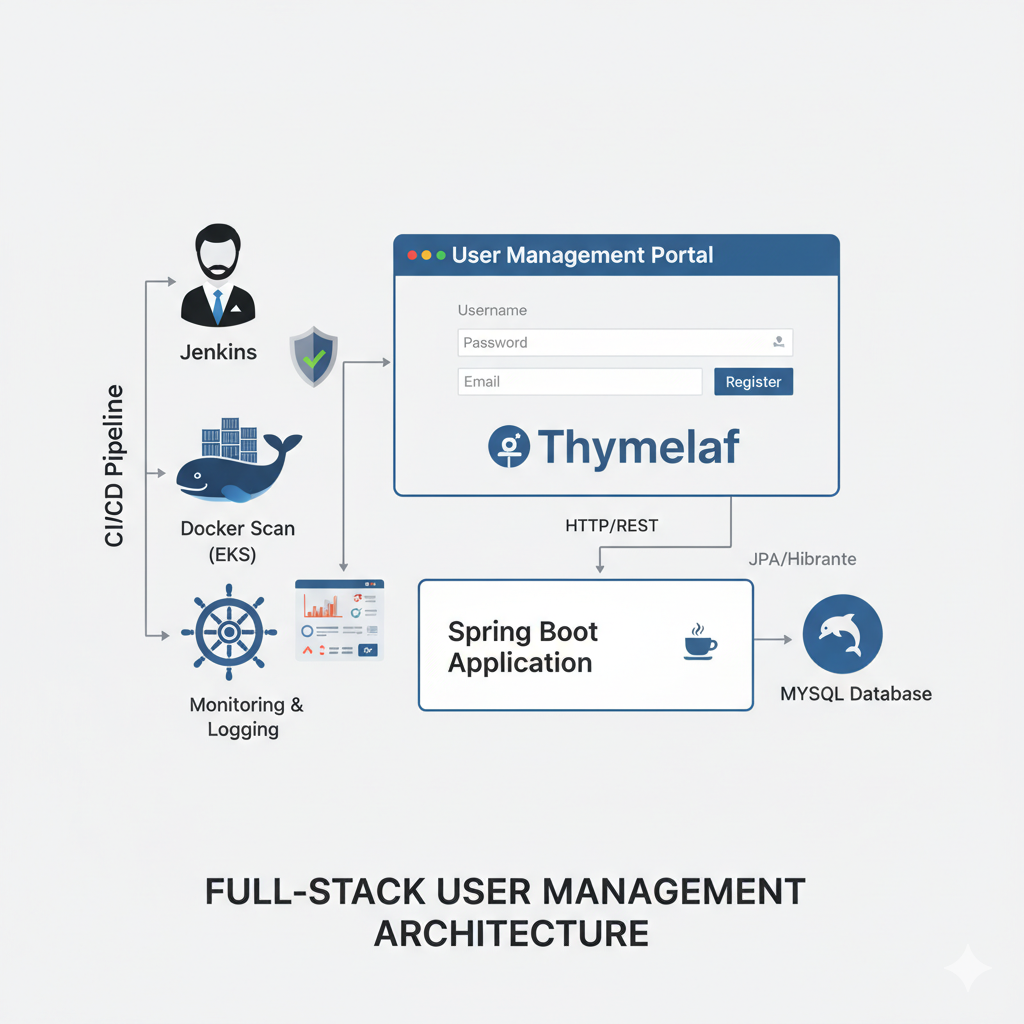 User Management Portal
Username
Password
Email
Register
Thymelaf
CI/CD Pipeline
Jenkins
Docker Scan
(EKS)
Monitoring &
Logging
HTTP/REST
JPA/Hibrante
Spring Boot
Application
MYSQL Database
FULL-STACK USER MANAGEMENT
ARCHITECTURE